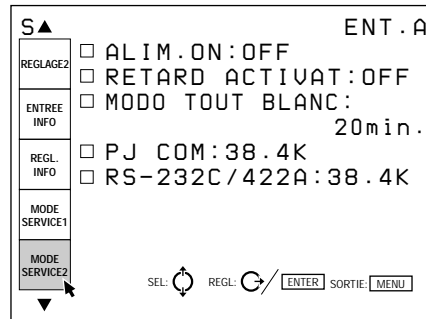 S▲ ENT.A
REGLAGE2
ENTREE
INFO
REGL.
INFO
MODE
SERVICE1
MODE
SERVICE2
▼
□ ALIM.ON:OFF
□ RETARD ACTIVAT:OFF
□ MODO TOUT BLANC:
20min.
□ PJ COM:38.4K
□ RS-232C/422A:38.4K
SEL: REGL: / ENTER SORTIE: MENU